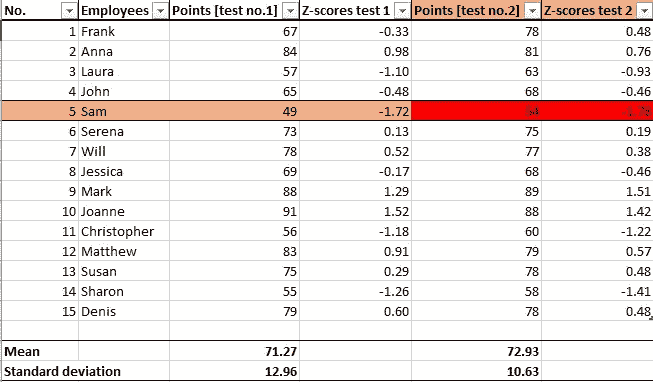 No. Employees Points [test no.1] Z-scores test 1 Points [test no.2] Z-scores test 2
1 Frank 67 -0.33 78 0.48
2 Anna 84 0.98 81 0.76
3 Laura 57 -1.10 63 -0.93
4 John 65 -0.48 68 -0.46
5 Sam 49 -1.72
6 Serena 73 0.13 75 0.19
7 Will 78 0.52 77 0.38
8 Jessica 69 -0.17 68 -0.46
9 Mark 88 1.29 89 1.51
10 Joanne 91 1.52 88 1.42
11 Christopher 56 -1.18 60 -1.22
12 Matthew 83 0.91 79 0.57
13 Susan 75 0.29 78 0.48
14 Sharon 55 -1.26 58 -1.41
15 Denis 79 0.60 78 0.48
Mean 71.27 72.93
Standard deviation 12.96 10.63